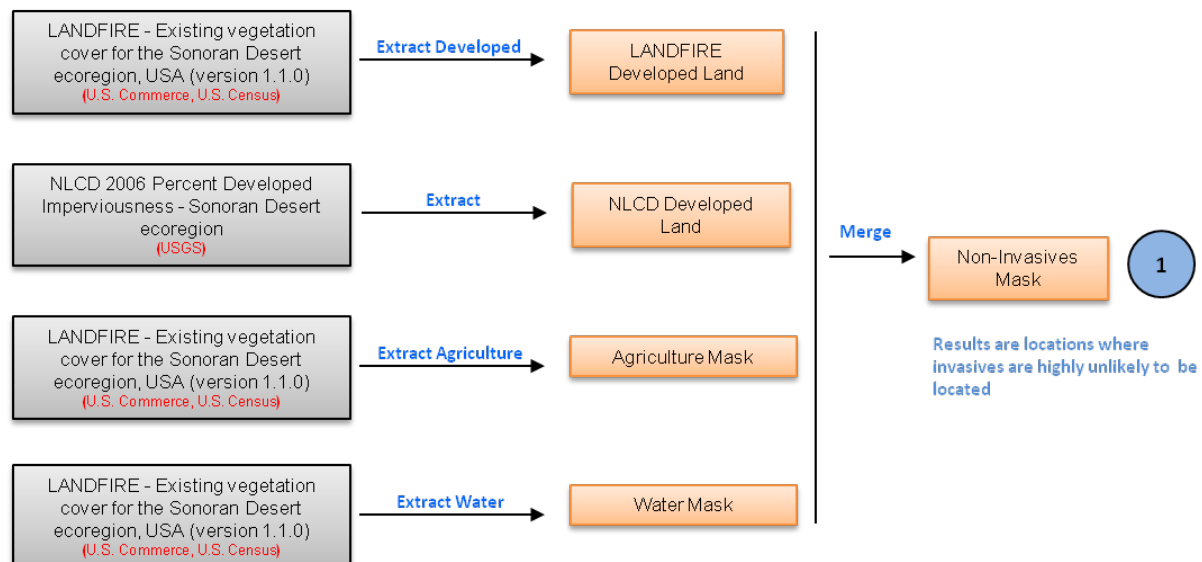 LANDFIRE - Existing vegetation
cover for the Sonoran Desert
ecoregion, USA (version 1.1.0)
(U.S. Commerce, U.S. Census)
Extract Developed
LANDFIRE
Developed Land
NLCD 2006 Percent Developed
Imperviousness - Sonoran Desert
ecoregion
(USGS)
Extract
NLCD Developed
Land
LANDFIRE - Existing vegetation
cover for the Sonoran Desert
ecoregion, USA (version 1.1.0)
(U.S. Commerce, U.S. Census)
Extract Agriculture
Agriculture Mask
LANDFIRE - Existing vegetation
cover for the Sonoran Desert
ecoregion, USA (version 1.1.0)
(U.S. Commerce, U.S. Census)
Extract Water
Water Mask
Merge
Non-Invasives
Mask
1
Results are locations where
invasives are highly unlikely to be
located